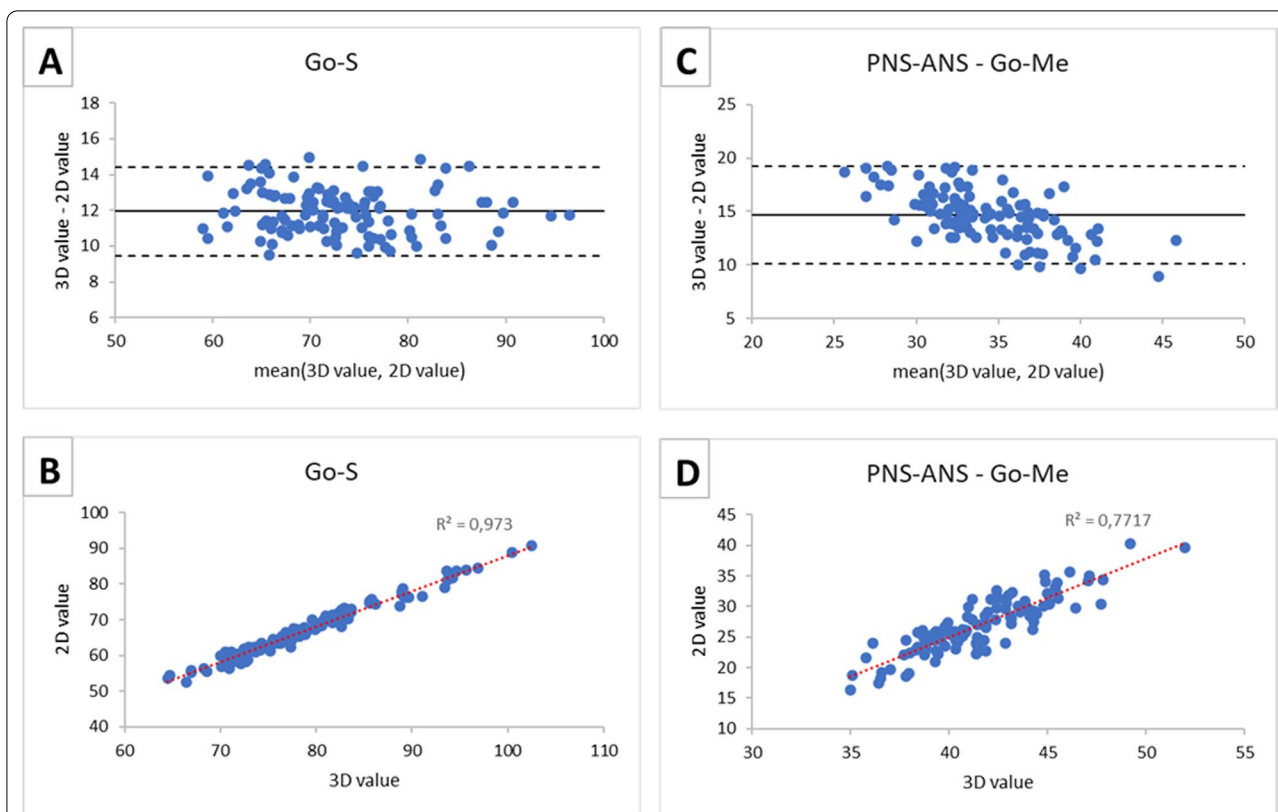 A
Go-S
3D value - 2D value
18
16
14
12
10
8
6
50 60 70 80 90 100
mean(3D value, 2D value)
C
PNS-ANS - Go-Me
3D value - 2D value
25
20
15
10
5
20 25 30 35 40 45 50
mean(3D value, 2D value)
B
Go-S
2D value
100
90
80
70
60
50
40
R² = 0,973
60 70 80 90 100 110
3D value
D
PNS-ANS - Go-Me
2D value
45
40
35
30
25
20
15
10
R² = 0,7717
30 35 40 45 50 55
3D value